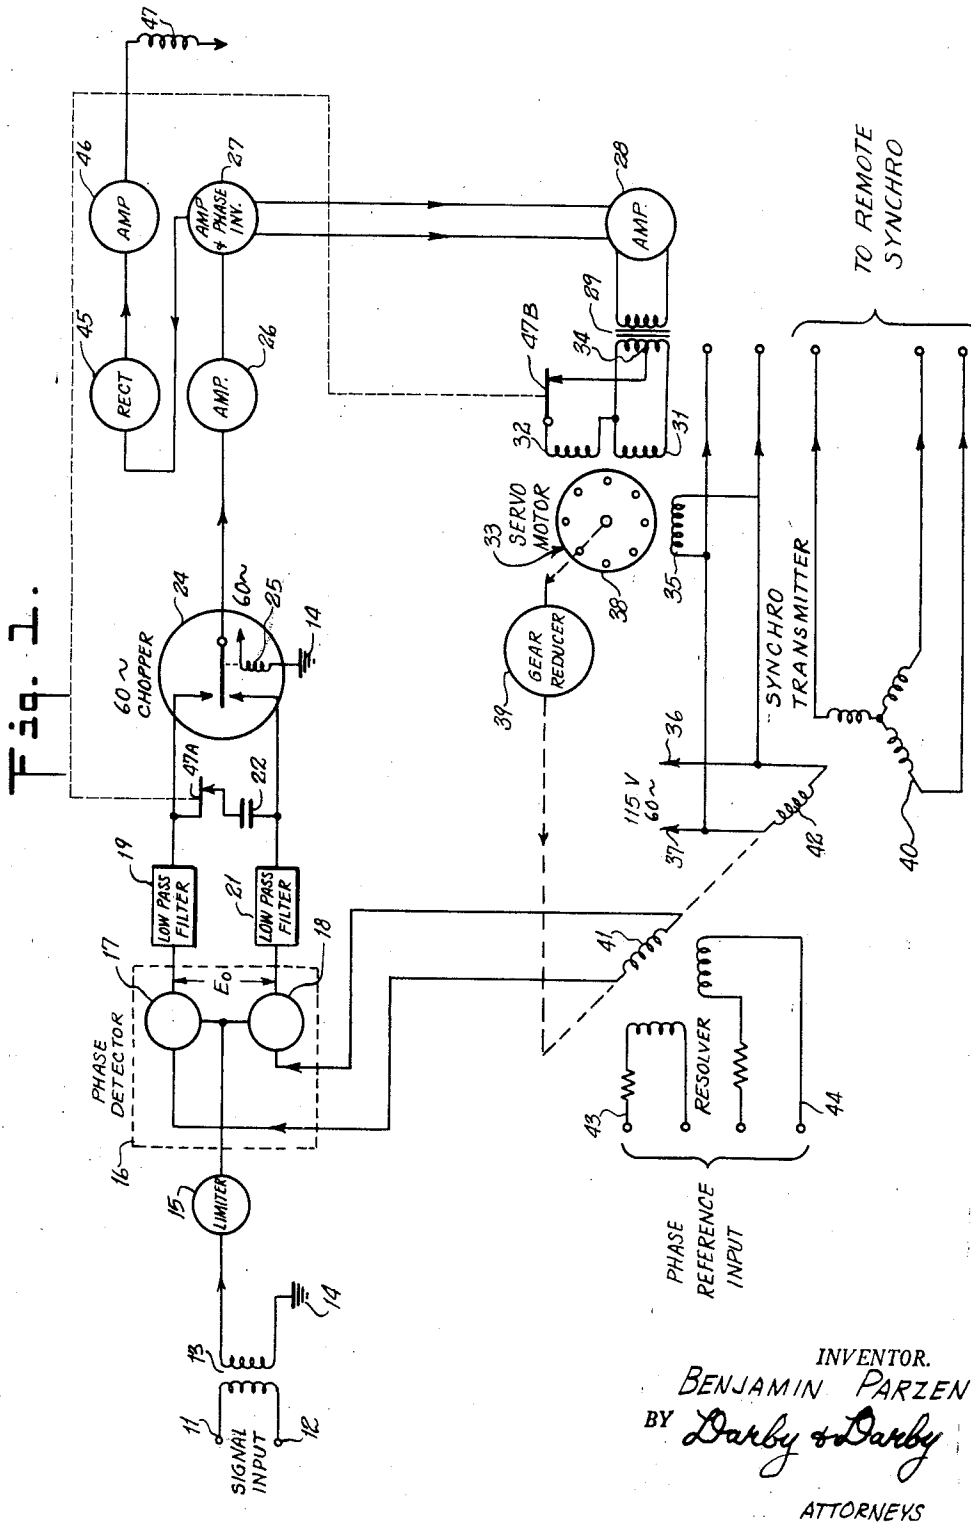 Fig. 1.
SIGNAL
INPUT
11
12
13
14
15
LIMITER
16
PHASE
DETECTOR
17
18
E₀
19
LOW PASS
FILTER
21
LOW PASS
FILTER
47A
22
60~
CHOPPER
24
60~
25
14
45
RECT
46
AMP
47
AMP.
26
AMP
& PHASE
INV.
27
28
AMP.
29
34
47B
32
31
33
SERVO
MOTOR
38
39
GEAR
REDUCER
35
36
37
115 V
60~
SYNCHRO
TRANSMITTER
40
41
42
TO REMOTE
SYNCHRO
RESOLVER
43
44
PHASE
REFERENCE
INPUT
INVENTOR.
BENJAMIN PARZEN
BY Darby & Darby
ATTORNEYS